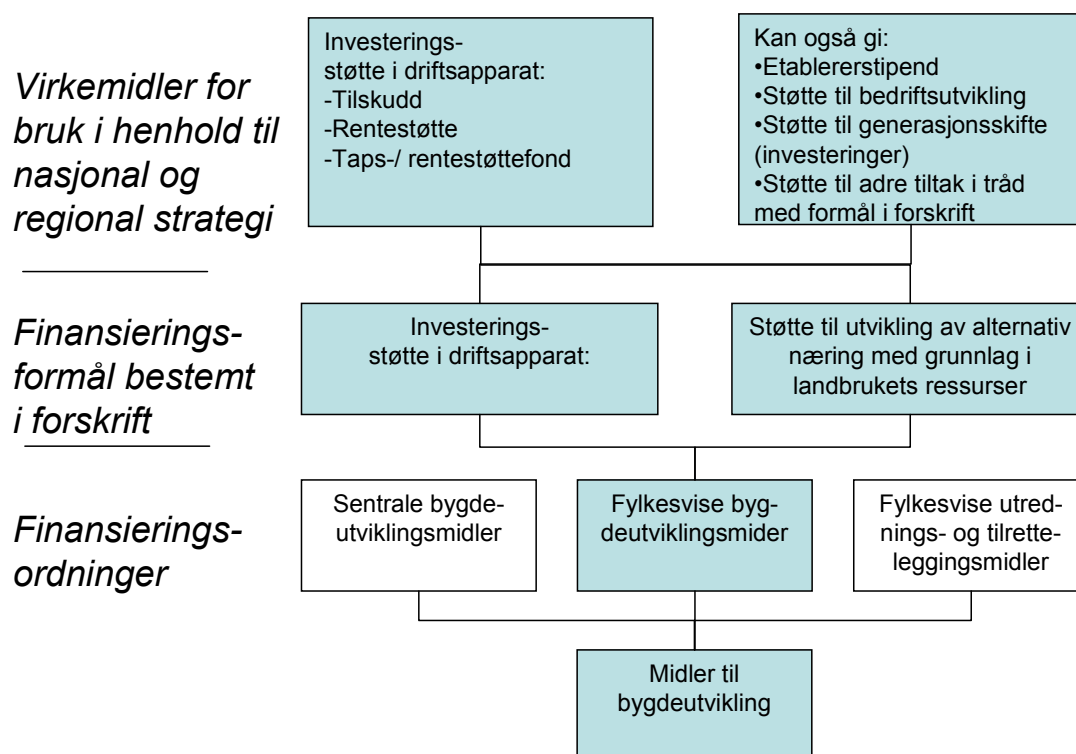 Virkemidler for
bruk i henhold til
nasjonal og
regional strategi
Investerings-
støtte i driftsapparat:
-Tilskudd
-Rentestøtte
-Taps-/ rentestøttefond
Kan også gi:
•Etablererstipend
•Støtte til bedriftsutvikling
•Støtte til generasjonsskifte
(investeringer)
•Støtte til adre tiltak i tråd
med formål i forskrift
Finansierings-
formål bestemt
i forskrift
Investerings-
støtte i driftsapparat:
Støtte til utvikling av alternativ
næring med grunnlag i
landbrukets ressurser
Finansierings-
ordninger
Sentrale bygde-
utviklingsmidler
Fylkesvise byg-
deutviklingsmider
Fylkesvise utred-
nings- og tilrette-
leggingsmidler
Midler til
bygdeutvikling